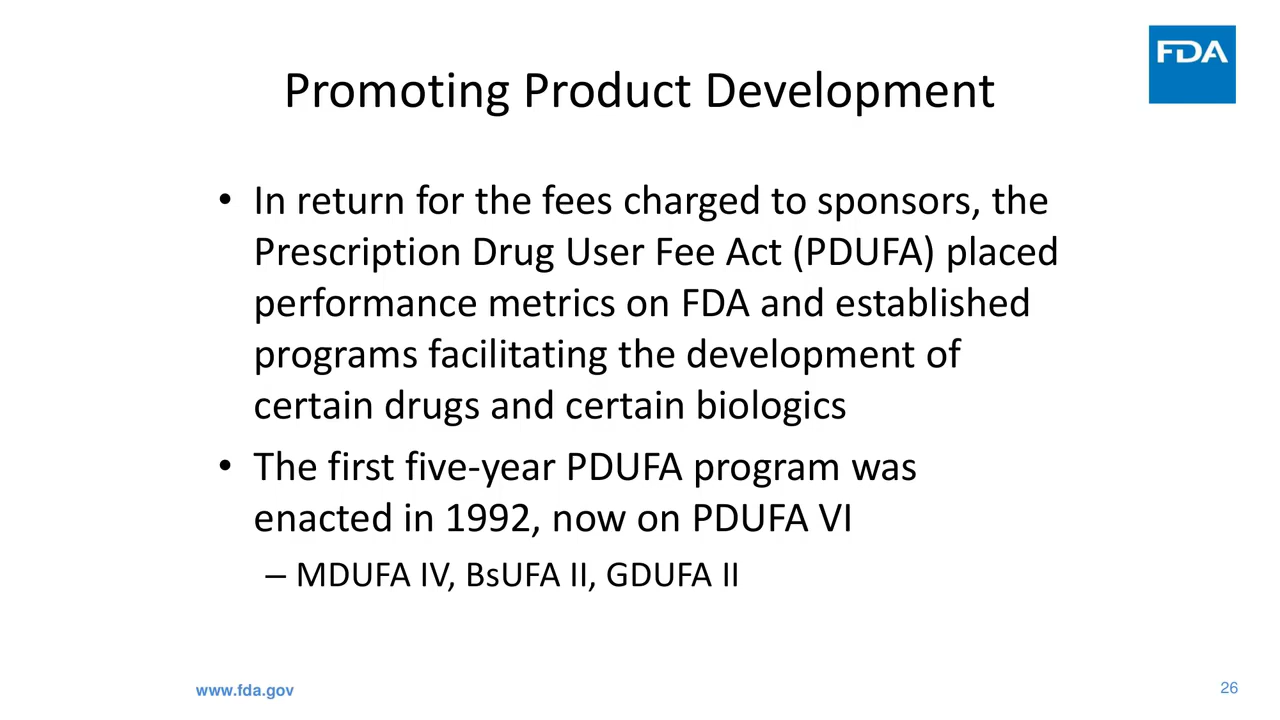 FDA
Promoting Product Development
• In return for the fees charged to sponsors, the
Prescription Drug User Fee Act (PDUFA) placed
performance metrics on FDA and established
programs facilitating the development of
certain drugs and certain biologics
• The first five-year PDUFA program was
enacted in 1992, now on PDUFA VI
– MDUFA IV, BsUFA II, GDUFA II
www.fda.gov
26